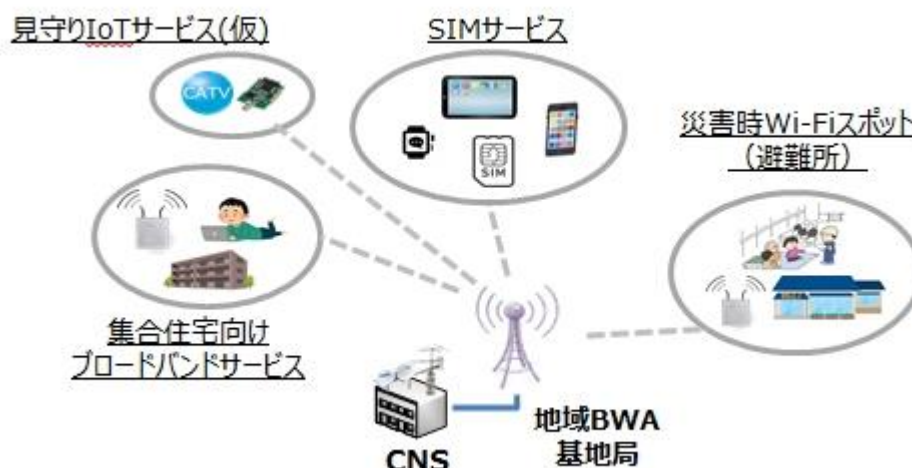 見守りIoTサービス(仮)
SIMサービス
CATV
SIM
災害時Wi-Fiスポット
（避難所）
集合住宅向け
ブロードバンドサービス
CNS
地域BWA
基地局